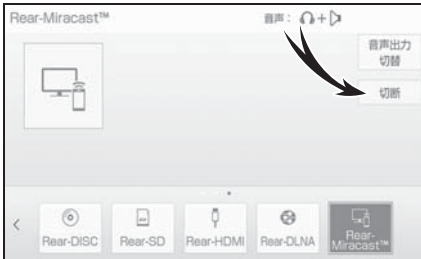 Rear-Miracast™
音声：
+
音声出力
切替
切断
Rear-DISC
Rear-SD
Rear-HDMI
Rear-DLNA
Rear-
Miracast™